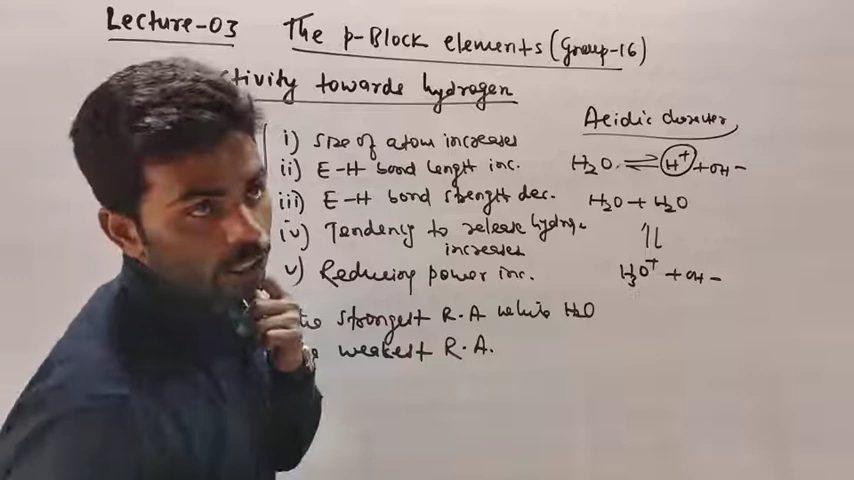 Lecture-03
The p-Block elements (Group-16)
tivity towards hydrogen
i) Size of atom increases
ii) E-H bond length inc.
iii) E-H bond strength dec.
iv) Tendency to release
increases
v) Reducing power inc.
strongest R.A while H2O
weakest R.A.
Acidic
H2O ⇌ H+ + OH-
H2O + H2O
⇌
H3O+ + OH-